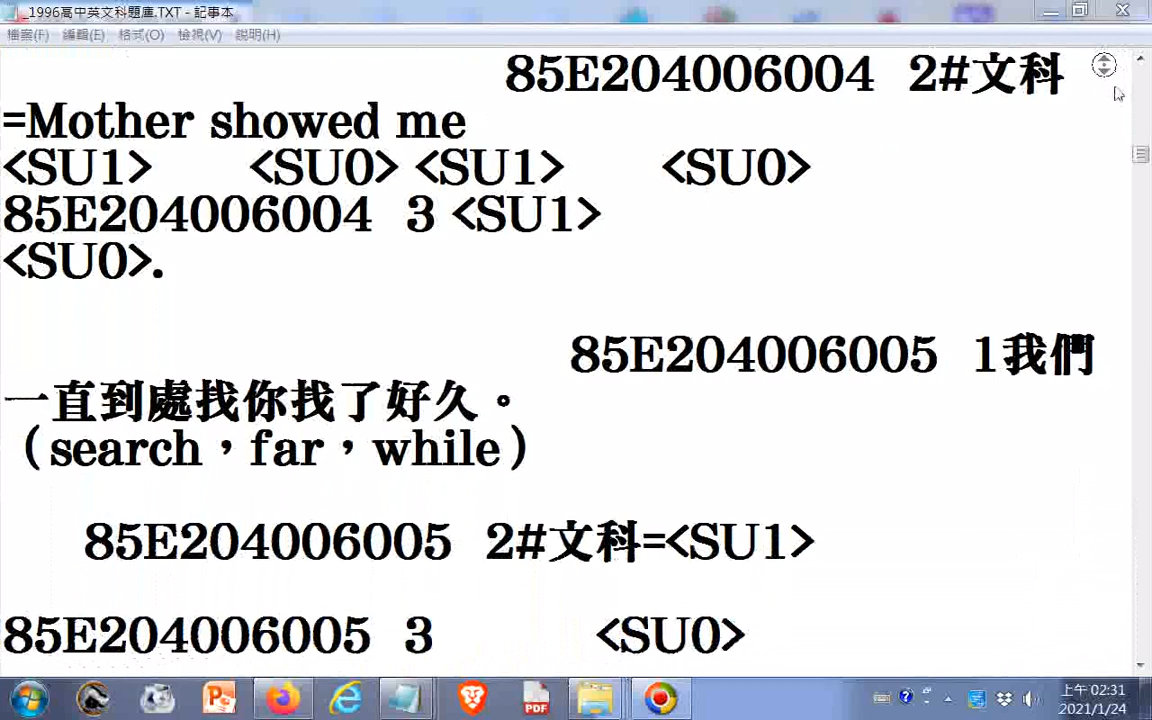 _1996高中英文科題庫.TXT - 記事本
檔案(F) 編輯(E) 格式(O) 檢視(V) 說明(H)
85E204006004 2#文科
=Mother showed me
<SU1> <SU0> <SU1> <SU0>
85E204006004 3 <SU1>
<SU0>.
85E204006005 1我們
一直到處找你找了好久。
（search，far，while）
85E204006005 2#文科=<SU1>
85E204006005 3 <SU0>
PDF
上午 02:31
2021/1/24